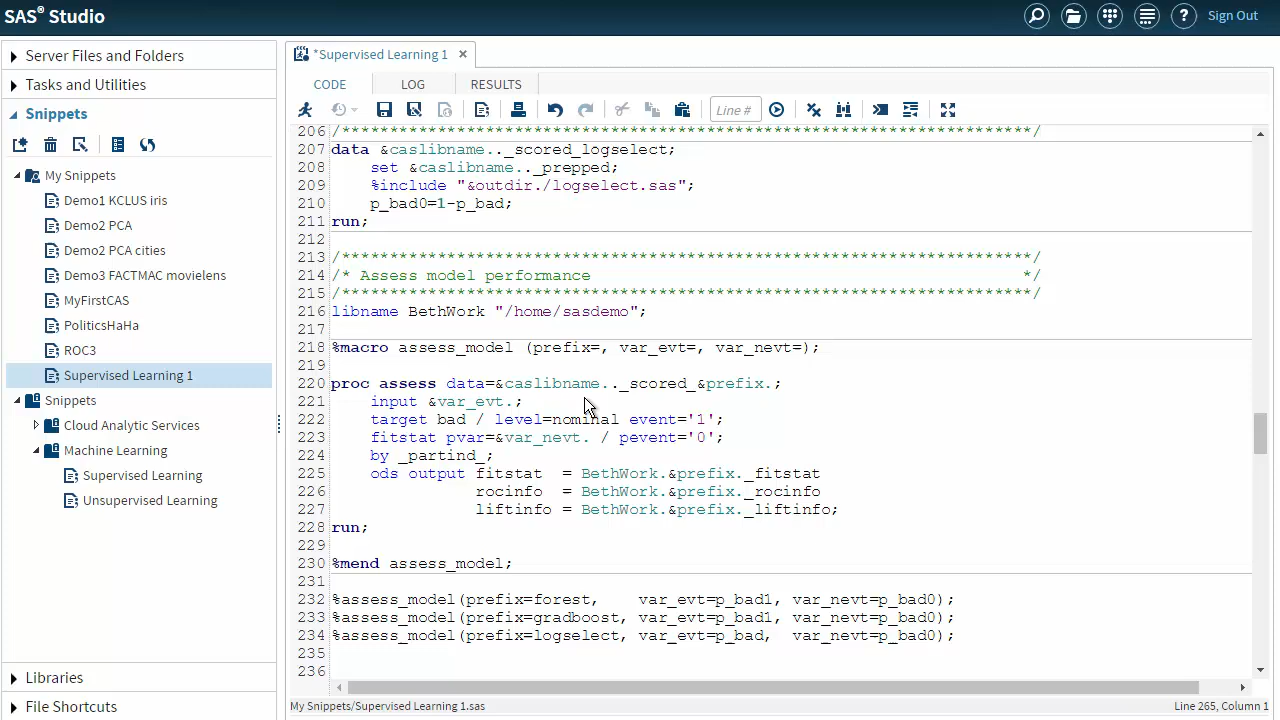 SAS® Studio
Sign Out
Server Files and Folders
Tasks and Utilities
Snippets
My Snippets
Demo1 KCLUS iris
Demo2 PCA
Demo2 PCA cities
Demo3 FACTMAC movielens
MyFirstCAS
PoliticsHaHa
ROC3
Supervised Learning 1
Snippets
Cloud Analytic Services
Machine Learning
Supervised Learning
Unsupervised Learning
Libraries
File Shortcuts
*Supervised Learning 1
CODE LOG RESULTS
Line #
206 /*************************************************************************/
207 data &caslibname.._scored_logselect;
208 set &caslibname.._prepped;
209 %include "&outdir./logselect.sas";
210 p_bad0=1-p_bad;
211 run;
212
213 /*************************************************************************/
214 /* Assess model performance */
215 /*************************************************************************/
216 libname BethWork "/home/sasdemo";
217
218 %macro assess_model (prefix=, var_evt=, var_nevt=);
219
220 proc assess data=&caslibname.._scored_&prefix.;
221 input &var_evt.;
222 target bad / level=nominal event='1';
223 fitstat pvar=&var_nevt. / pevent='0';
224 by _partind_;
225 ods output fitstat = BethWork.&prefix._fitstat
226 rocinfo = BethWork.&prefix._rocinfo
227 liftinfo = BethWork.&prefix._liftinfo;
228 run;
229
230 %mend assess_model;
231
232 %assess_model(prefix=forest, var_evt=p_bad1, var_nevt=p_bad0);
233 %assess_model(prefix=gradboost, var_evt=p_bad1, var_nevt=p_bad0);
234 %assess_model(prefix=logselect, var_evt=p_bad, var_nevt=p_bad0);
235
236
My Snippets/Supervised Learning 1.sas
Line 265, Column 1